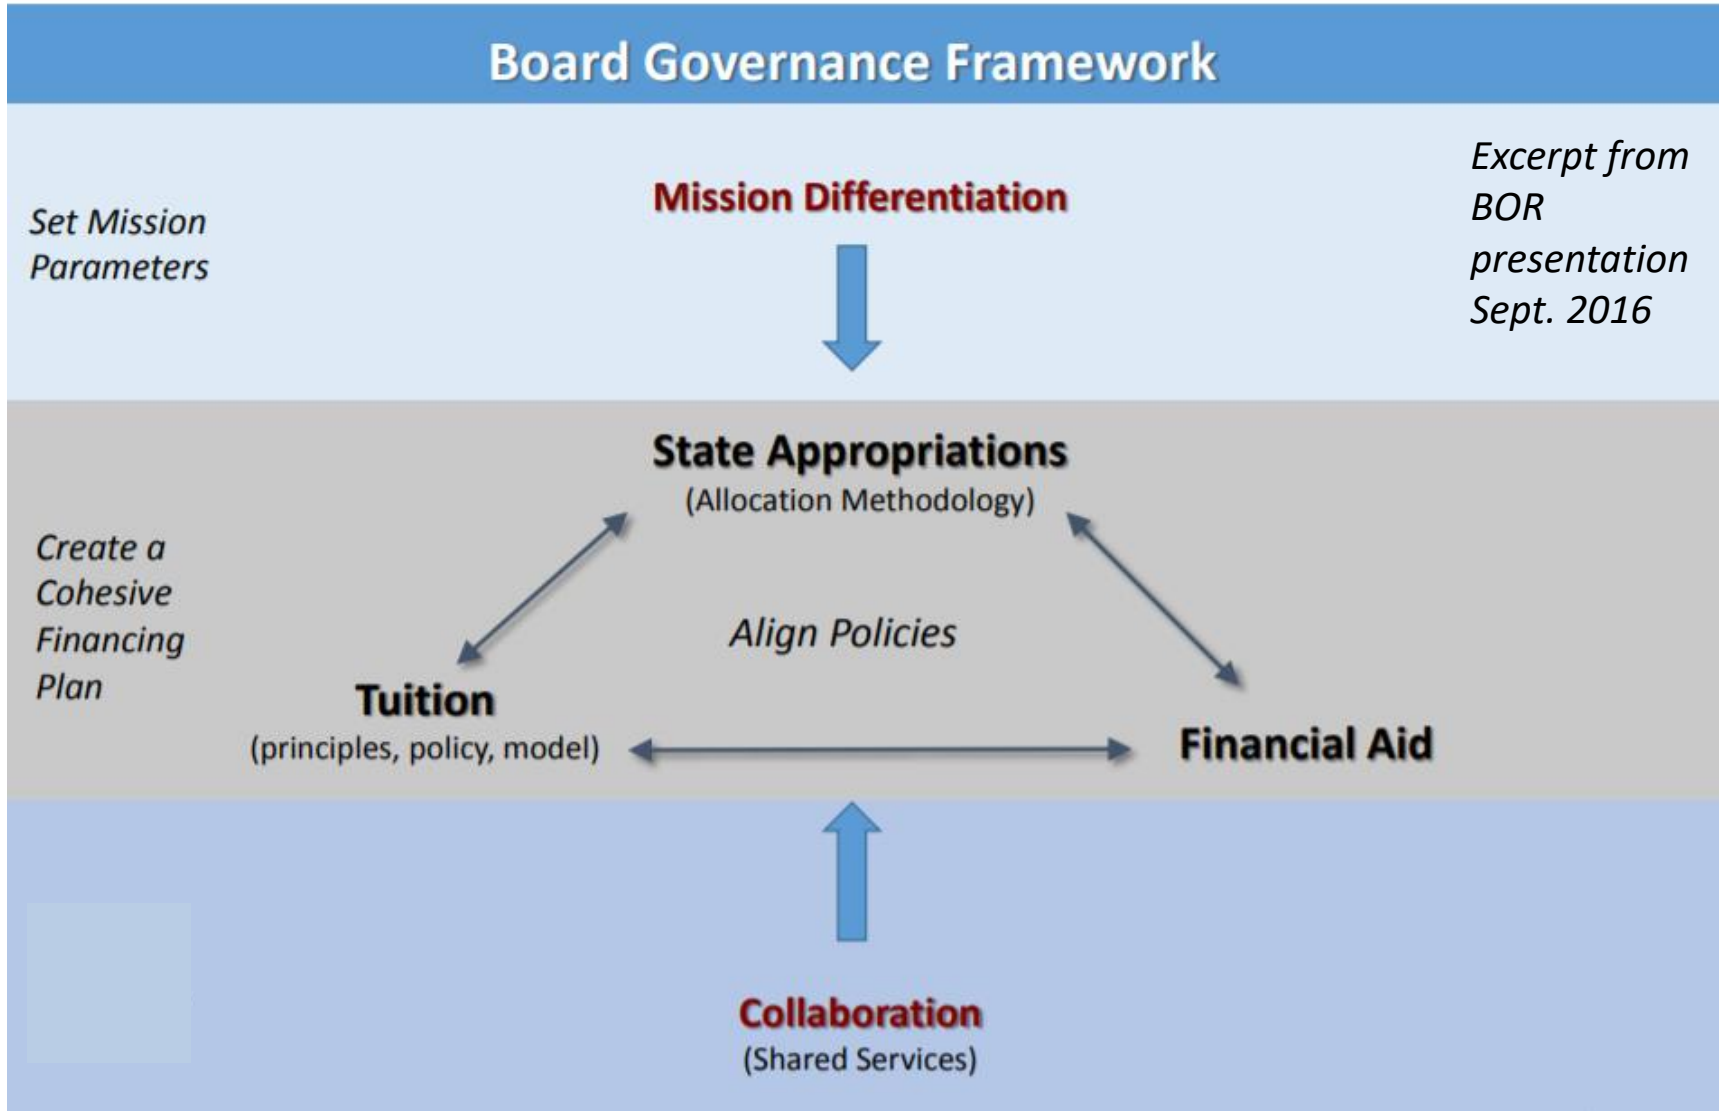 Board Governance Framework
Set Mission
Parameters
Mission Differentiation
Excerpt from
BOR
presentation
Sept. 2016
State Appropriations
(Allocation Methodology)
Create a
Cohesive
Financing
Plan
Align Policies
Tuition
(principles, policy, model)
Financial Aid
Collaboration
(Shared Services)